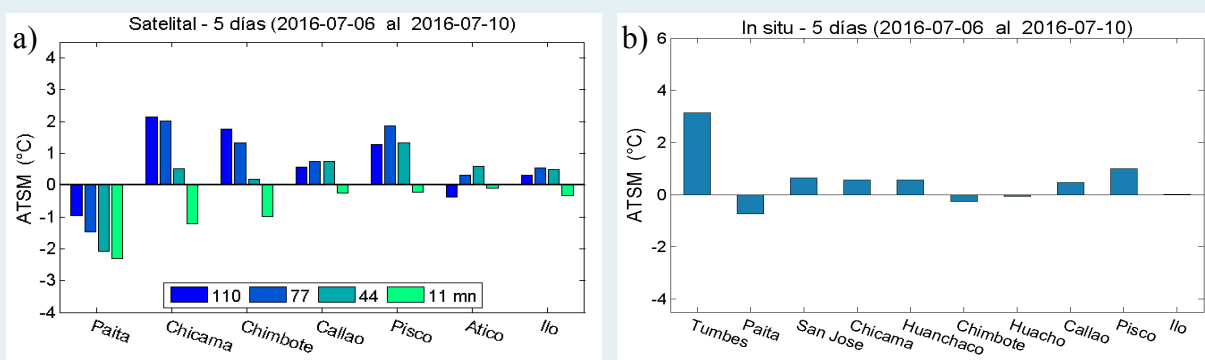 a)
Satelital - 5 días (2016-07-06 al 2016-07-10)
ATSM (°C)
4
3
2
1
0
-1
-2
-3
-4
110 77 44 11 mn
Paita Chicama Chimbote Callao Pisco Atico Ilo
b)
In situ - 5 días (2016-07-06 al 2016-07-10)
ATSM (°C)
6
4
2
0
-2
-4
Tumbes Paita San Jose Chicama Huanchaco Chimbote Huacho Callao Pisco Ilo